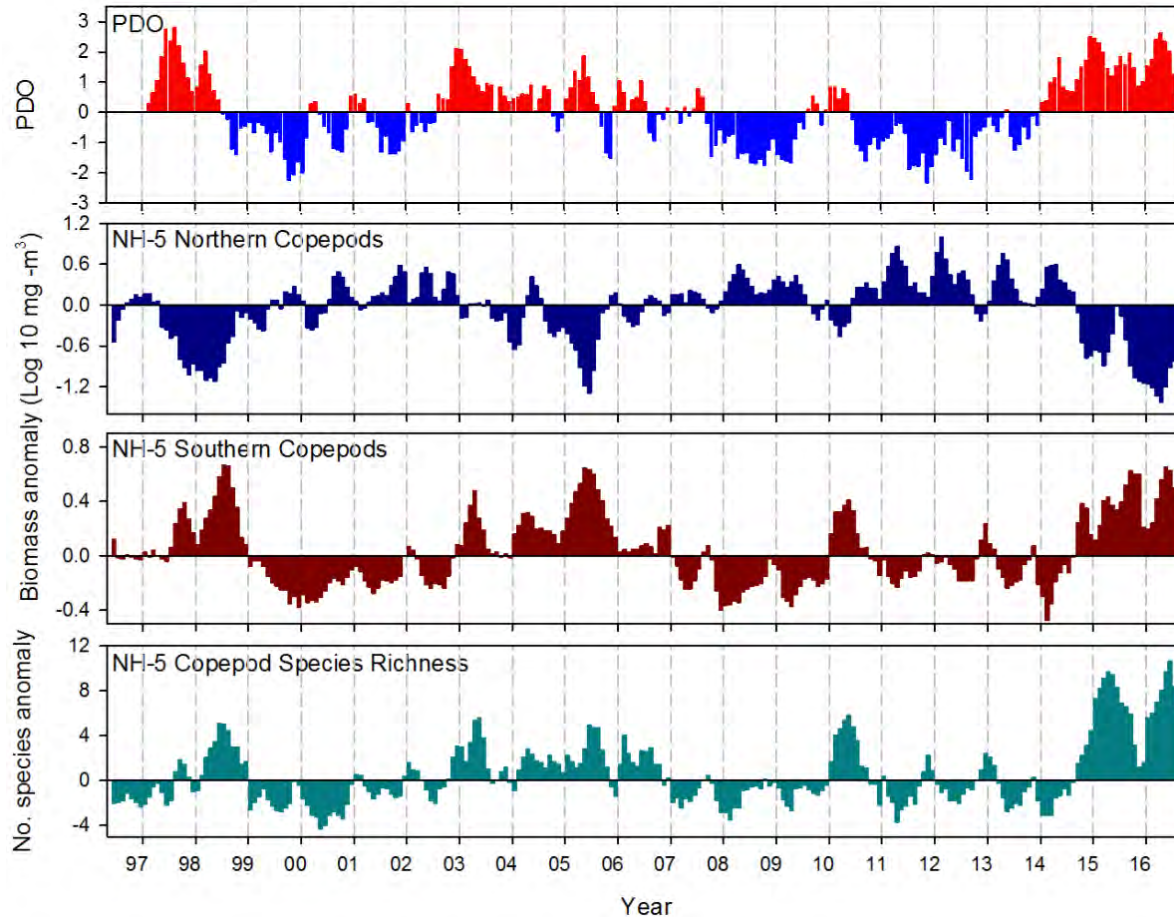 PDO
3
2
1
0
-1
-2
-3
PDO
NH-5 Northern Copepods
1.2
0.6
0.0
-0.6
-1.2
Biomass anomaly (Log 10 mg -m³)
NH-5 Southern Copepods
0.8
0.4
0.0
-0.4
NH-5 Copepod Species Richness
12
8
4
0
-4
No. species anomaly
97 98 99 00 01 02 03 04 05 06 07 08 09 10 11 12 13 14 15 16
Year